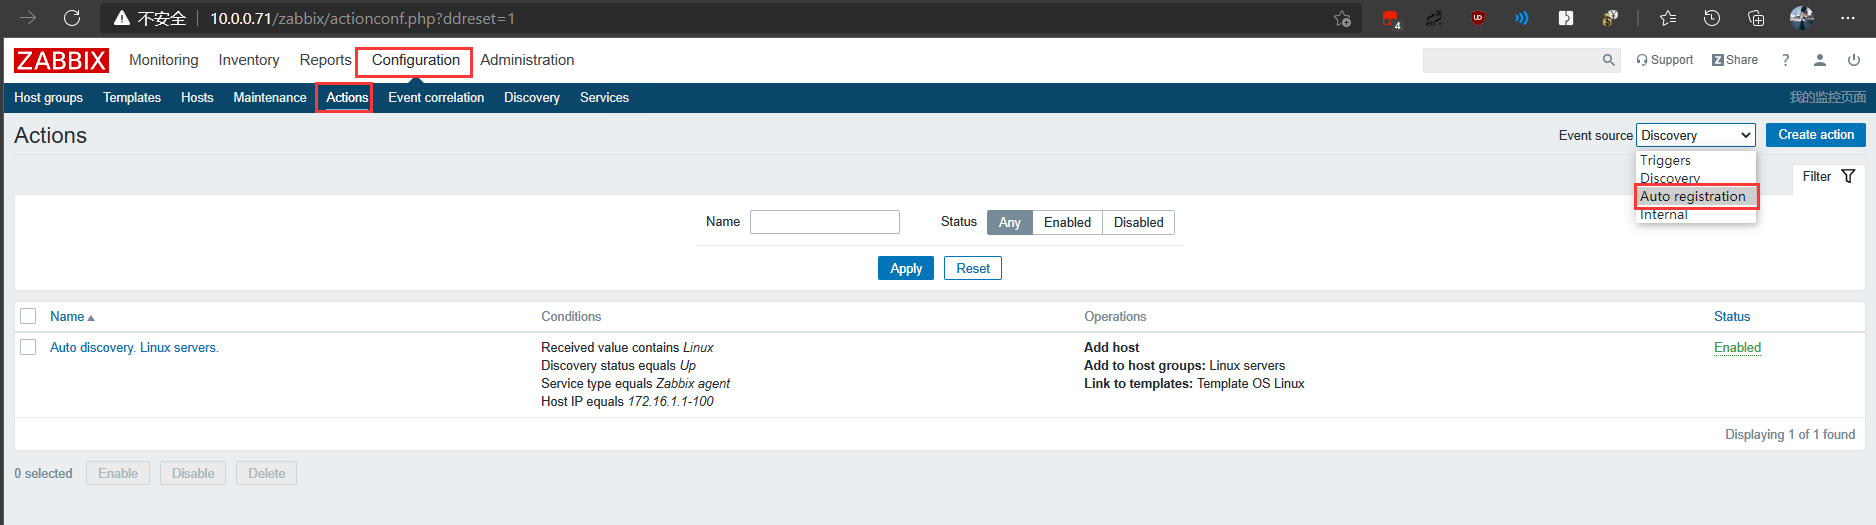 不安全 10.0.0.71/zabbix/actionconf.php?ddreset=1 4 en UD
ZABBIX Monitoring Inventory Reports Configuration Administration Support Z Share ?
Host groups Templates Hosts Maintenance Actions Event correlation Discovery Services 我的监控页面
Actions Event source Discovery Create action
Triggers
Discovery
Auto registration
Internal
Filter
Name Status Any Enabled Disabled
Apply Reset
Name Conditions Operations Status
Auto discovery. Linux servers. Received value contains Linux Add host Enabled
Discovery status equals Up Add to host groups: Linux servers
Service type equals Zabbix agent Link to templates: Template OS Linux
Host IP equals 172.16.1.1-100
Displaying 1 of 1 found
0 selected Enable Disable Delete